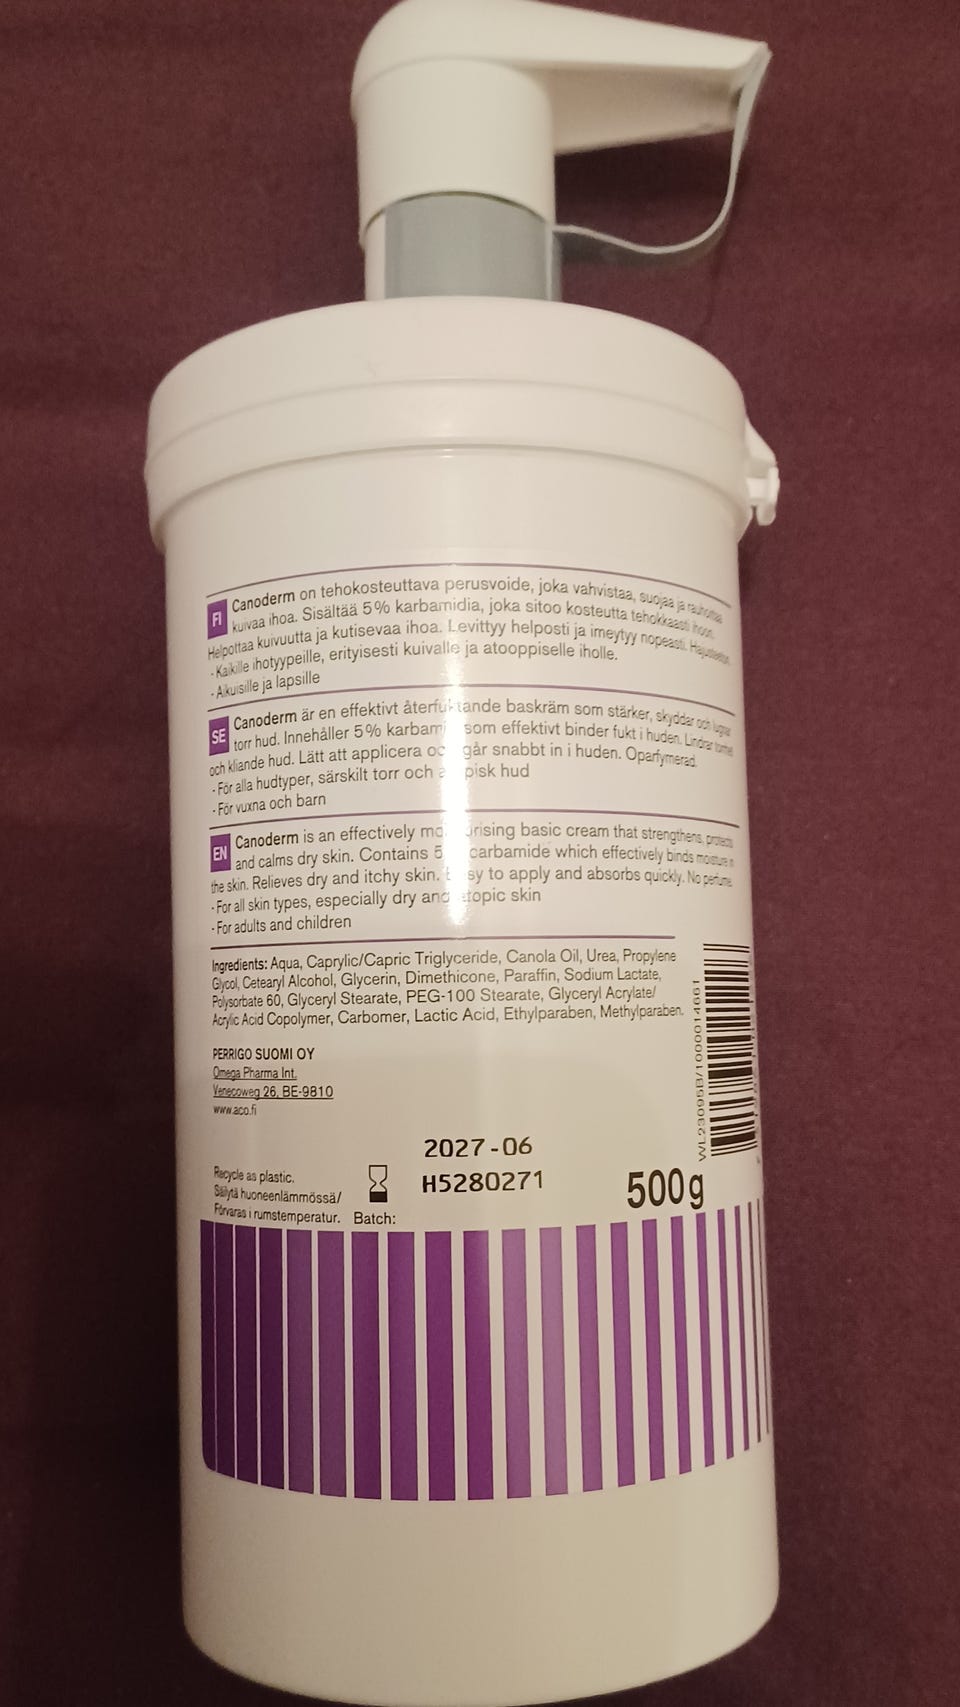 FI Canoderm on tehokosteuttava perusvoide, joka vahvistaa, suojaa ja rauhoittaa
kuivaa ihoa. Sisältää 5% karbamidia, joka sitoo kosteutta tehokkaasti ihoon.
Helpottaa kuivuutta ja kutisevaa ihoa. Levittyy helposti ja imeytyy nopeasti. Hajusteeton.
- Kaikille ihotyypeille, erityisesti kuivalle ja atooppiselle iholle.
- Aikuisille ja lapsille
SE Canoderm är en effektivt återfuktande baskräm som stärker, skyddar och lugnar
torr hud. Innehåller 5% karbamid som effektivt binder fukt i huden. Lindrar torrhet
och kliande hud. Lätt att applicera och går snabbt in i huden. Oparfymerad.
- För alla hudtyper, särskilt torr och atopisk hud
- För vuxna och barn
EN Canoderm is an effectively moisturising basic cream that strengthens, protects
and calms dry skin. Contains 5% carbamide which effectively binds moisture in
the skin. Relieves dry and itchy skin. Easy to apply and absorbs quickly. No perfume.
- For all skin types, especially dry and atopic skin
- For adults and children
Ingredients: Aqua, Caprylic/Capric Triglyceride, Canola Oil, Urea, Propylene
Glycol, Cetearyl Alcohol, Glycerin, Dimethicone, Paraffin, Sodium Lactate,
Polysorbate 60, Glyceryl Stearate, PEG-100 Stearate, Glyceryl Acrylate/
Acrylic Acid Copolymer, Carbomer, Lactic Acid, Ethylparaben, Methylparaben.
PERRIGO SUOMI OY
Omega Pharma Int.
Venecoweg 26, BE-9810
www.aco.fi
WL23095B/1000014661
2027-06
H5280271
500g
Recycle as plastic.
Säilytä huoneenlämmössä/
Förvaras i rumstemperatur. Batch: